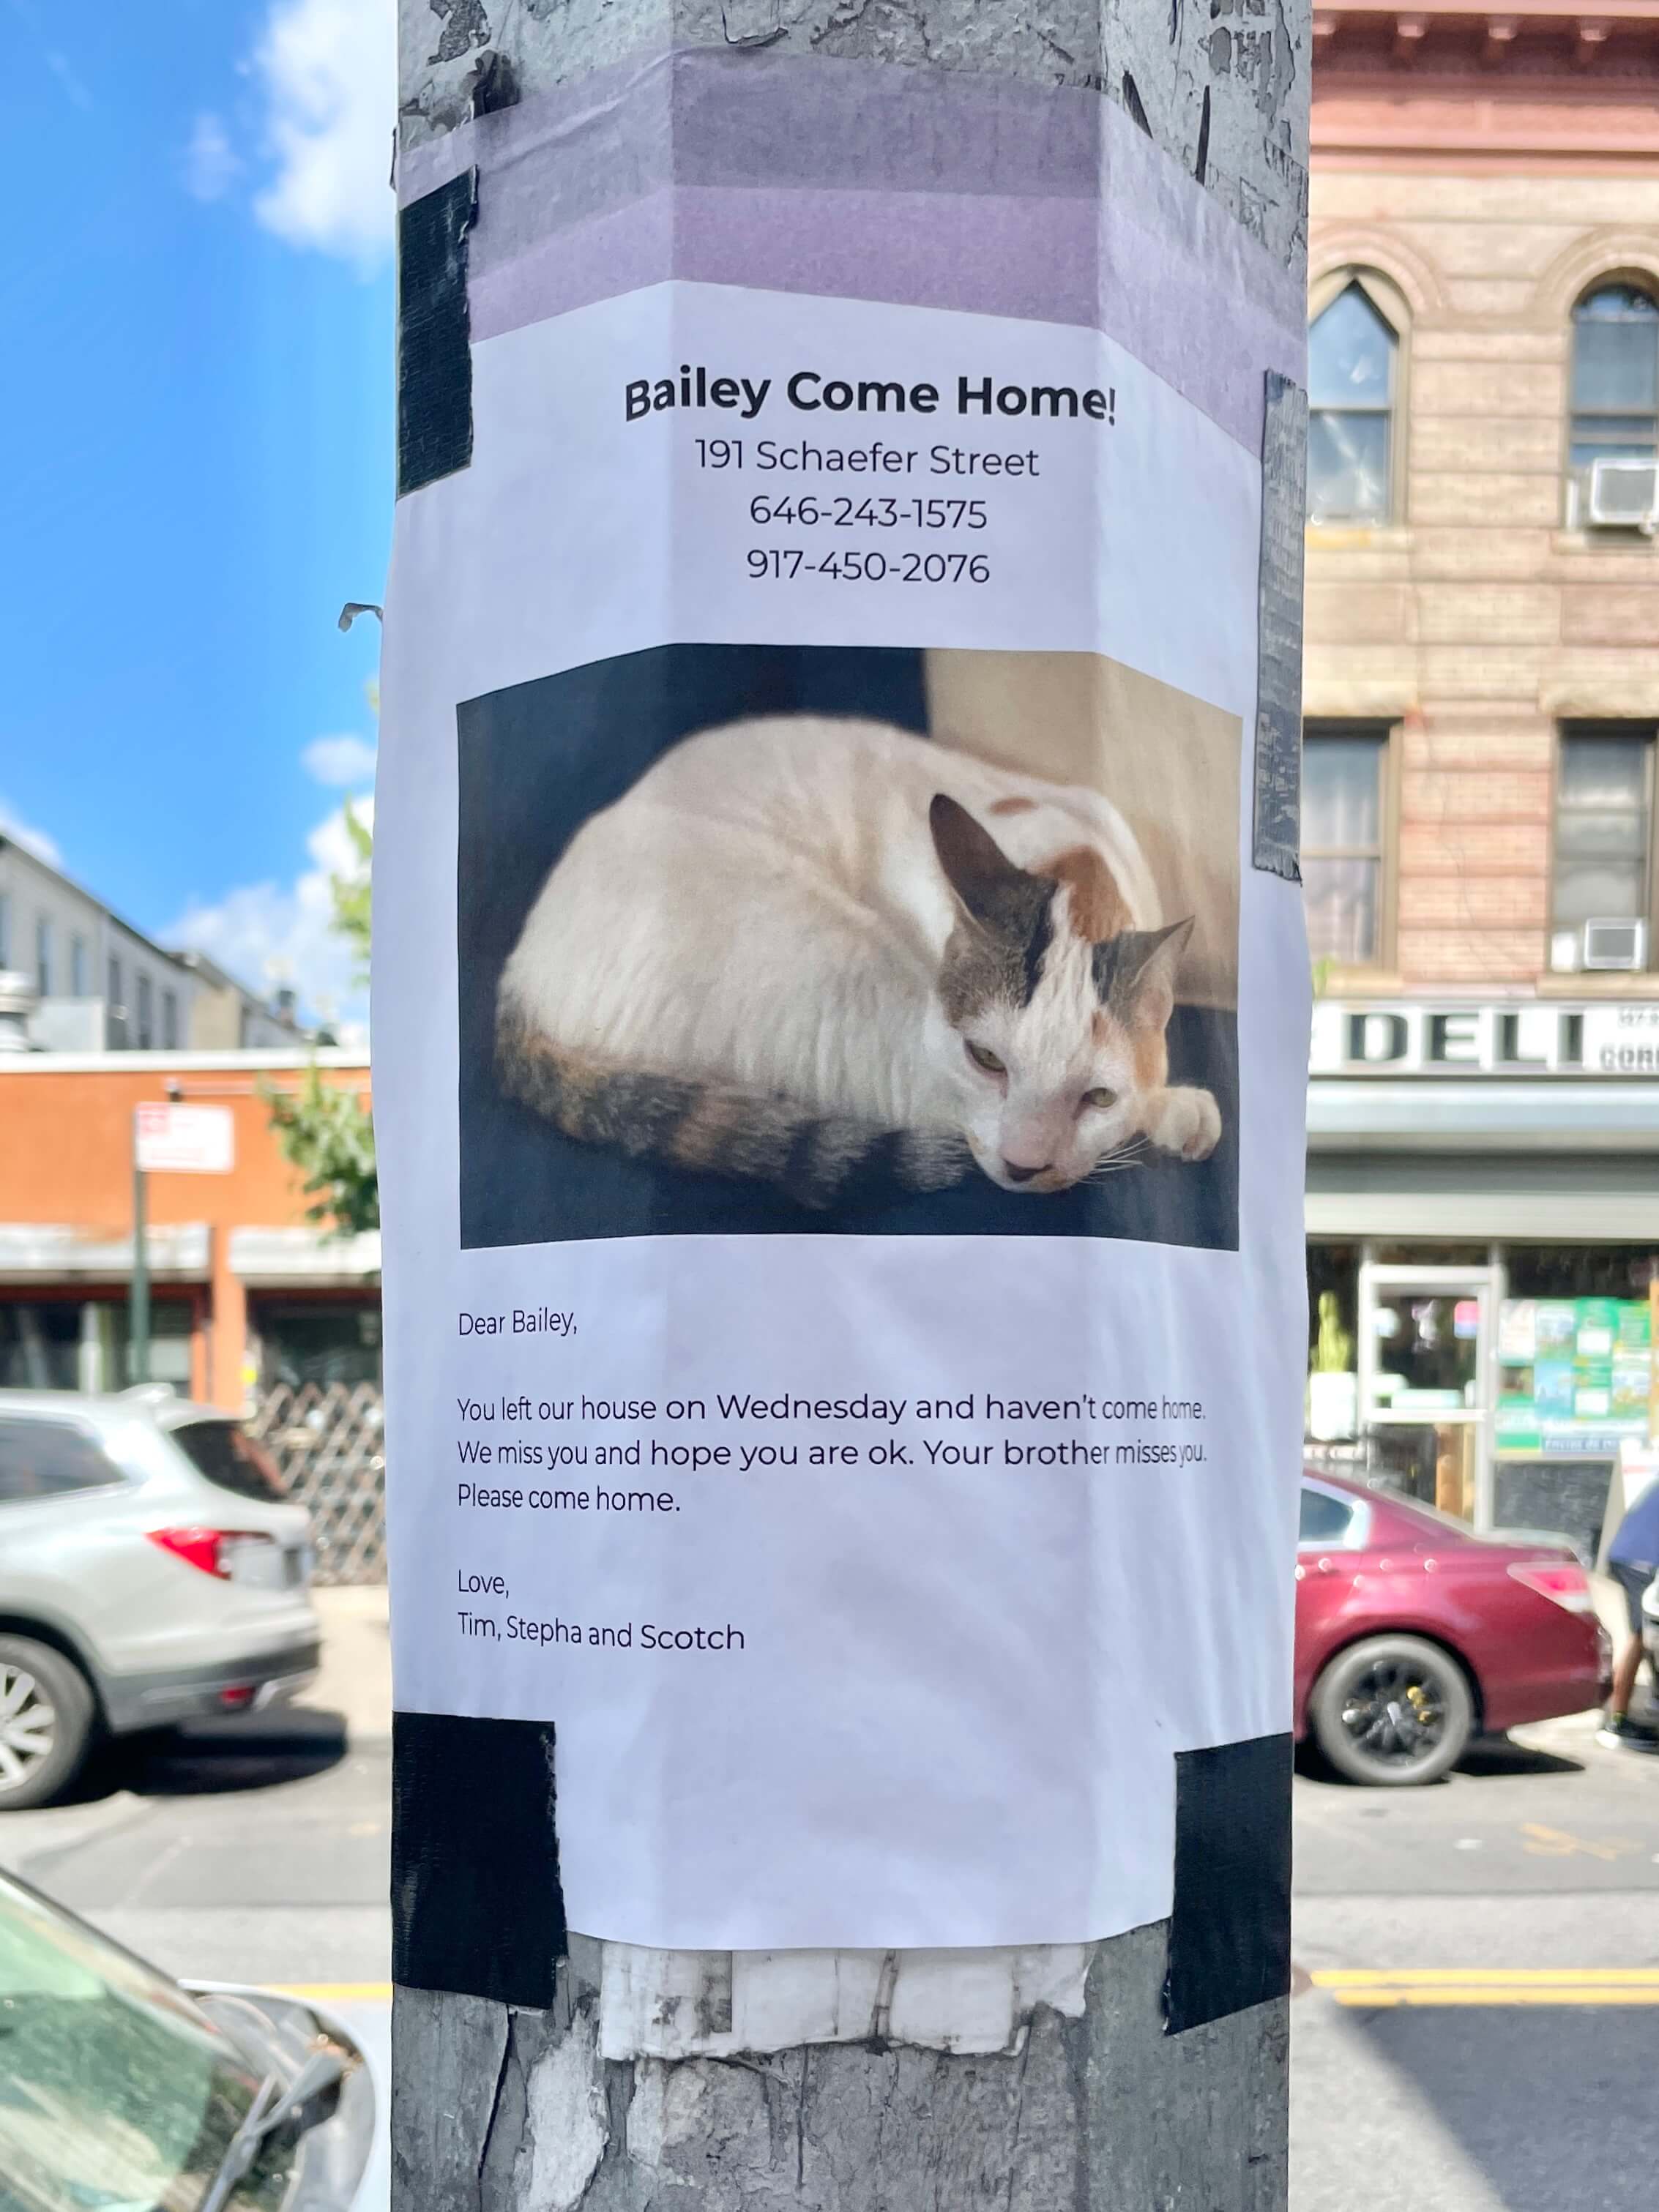 Bailey Come Home!
191 Schaefer Street
646-243-1575
917-450-2076
Dear Bailey,
You left our house on Wednesday and haven't come home.
We miss you and hope you are ok. Your brother misses you.
Please come home.
Love,
Tim, Stepha and Scotch
DELI